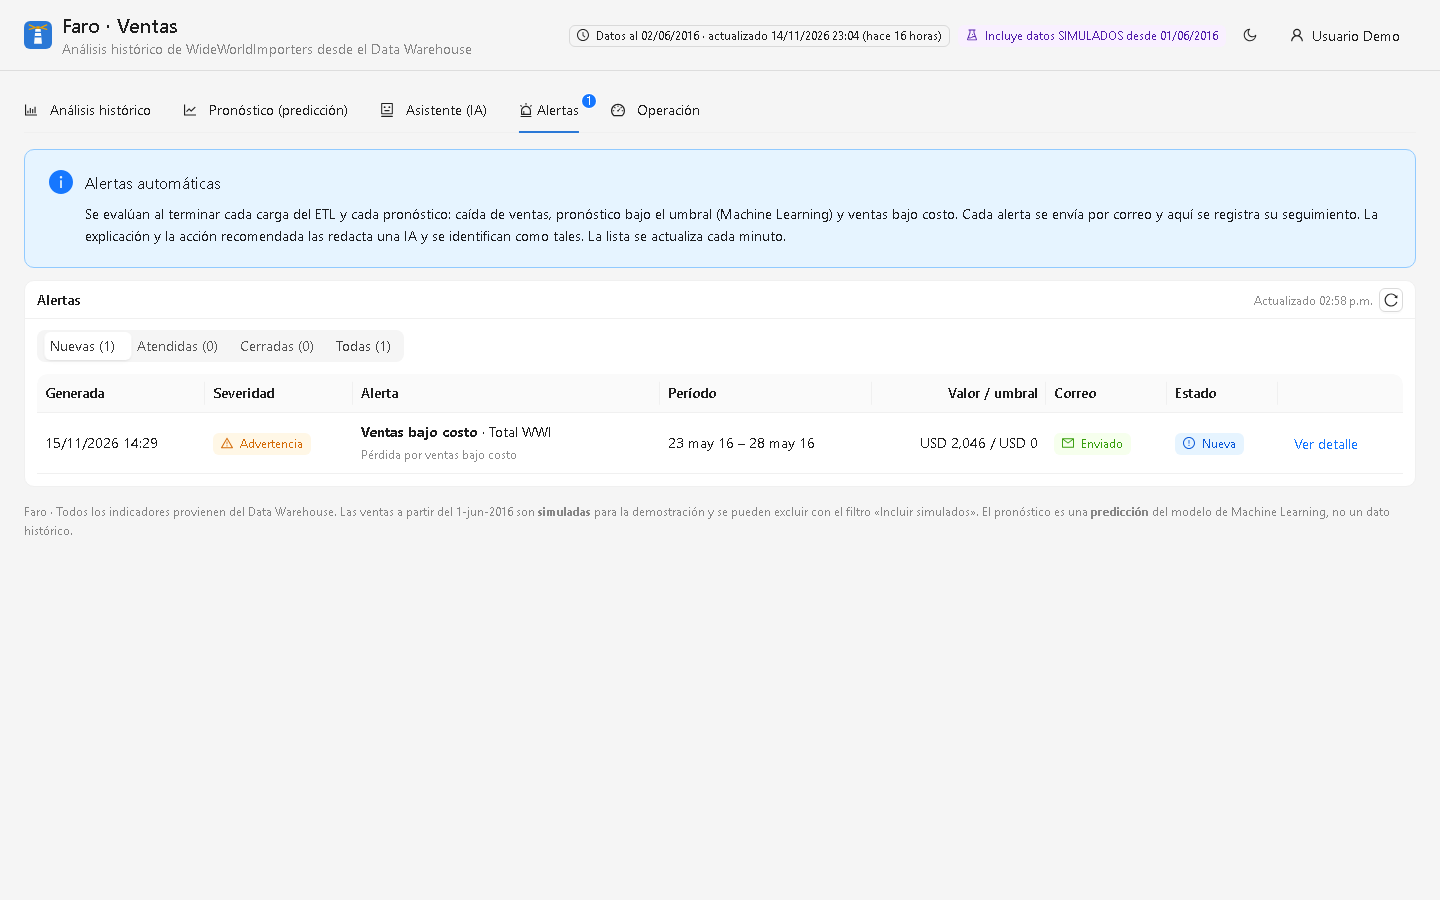 Faro · Ventas
Análisis histórico de WideWorldImporters desde el Data Warehouse
Datos al 02/06/2016 · actualizado 14/11/2026 23:04 (hace 16 horas)
Incluye datos SIMULADOS desde 01/06/2016
Usuario Demo
Análisis histórico
Pronóstico (predicción)
Asistente (IA)
Alertas
1
Operación
Alertas automáticas
Se evalúan al terminar cada carga del ETL y cada pronóstico: caída de ventas, pronóstico bajo el umbral (Machine Learning) y ventas bajo costo. Cada alerta se envía por correo y aquí se registra su seguimiento. La
explicación y la acción recomendada las redacta una IA y se identifican como tales. La lista se actualiza cada minuto.
Alertas
Actualizado 02:58 p.m.
Nuevas (1)
Atendidas (0)
Cerradas (0)
Todas (1)
Generada
Severidad
Alerta
Período
Valor / umbral
Correo
Estado
15/11/2026 14:29
Advertencia
Ventas bajo costo · Total WWI
Pérdida por ventas bajo costo
23 may 16 – 28 may 16
USD 2,046 / USD 0
Enviado
Nueva
Ver detalle
Faro · Todos los indicadores provienen del Data Warehouse. Las ventas a partir del 1-jun-2016 son simuladas para la demostración y se pueden excluir con el filtro «Incluir simulados». El pronóstico es una predicción del modelo de Machine Learning, no un dato
histórico.